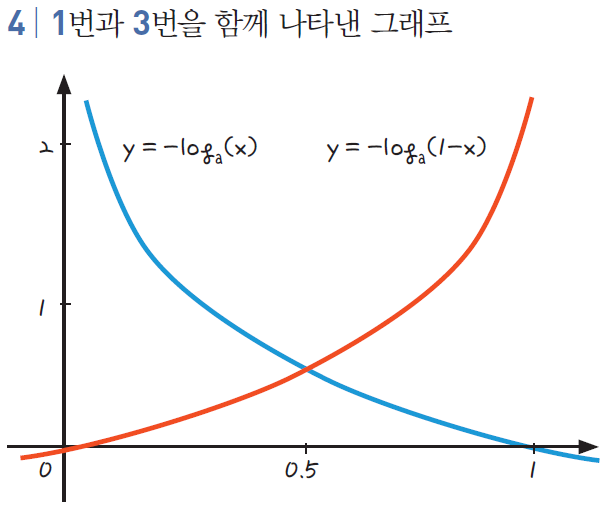 4 | 1번과 3번을 함께 나타낸 그래프
2
y = -logₐ(x)
y = -logₐ(1-x)
1
0
0.5
1